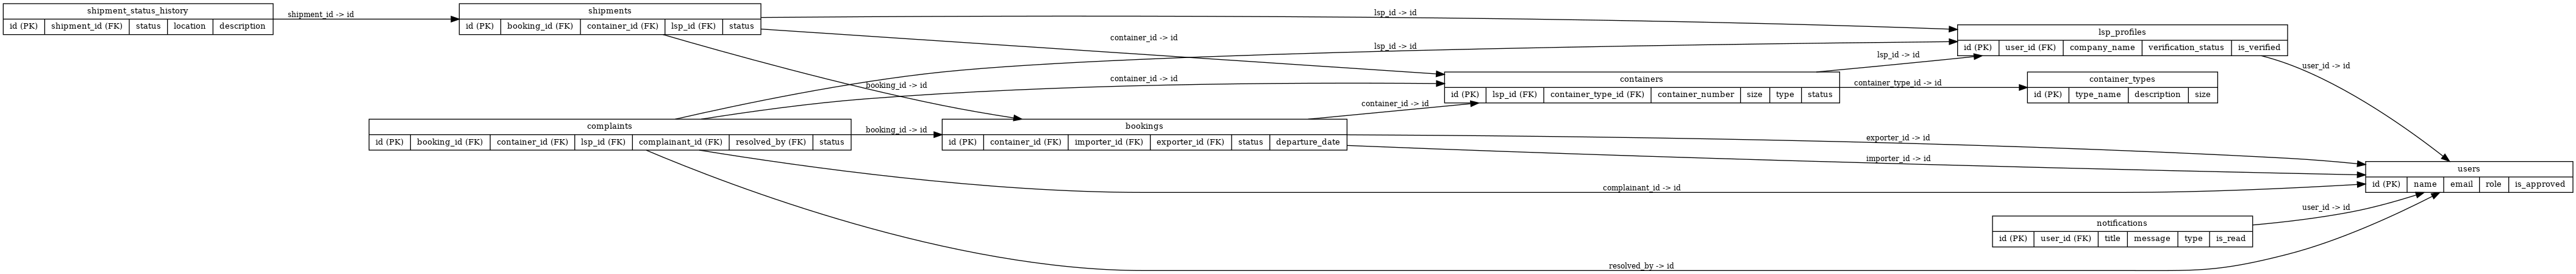 shipment_status_history
id (PK) shipment_id (FK) status location description
shipment_id -> id
shipments
id (PK) booking_id (FK) container_id (FK) lsp_id (FK) status
lsp_id -> id
container_id -> id
lsp_id -> id
container_id -> id
booking_id -> id
lsp_profiles
id (PK) user_id (FK) company_name verification_status is_verified
lsp_id -> id
user_id -> id
containers
id (PK) lsp_id (FK) container_type_id (FK) container_number size type status
container_type_id -> id
container_types
id (PK) type_name description size
container_id -> id
complaints
id (PK) booking_id (FK) container_id (FK) lsp_id (FK) complainant_id (FK) resolved_by (FK) status
booking_id -> id
bookings
id (PK) container_id (FK) importer_id (FK) exporter_id (FK) status departure_date
exporter_id -> id
importer_id -> id
complainant_id -> id
users
id (PK) name email role is_approved
notifications
id (PK) user_id (FK) title message type is_read
user_id -> id
resolved_by -> id